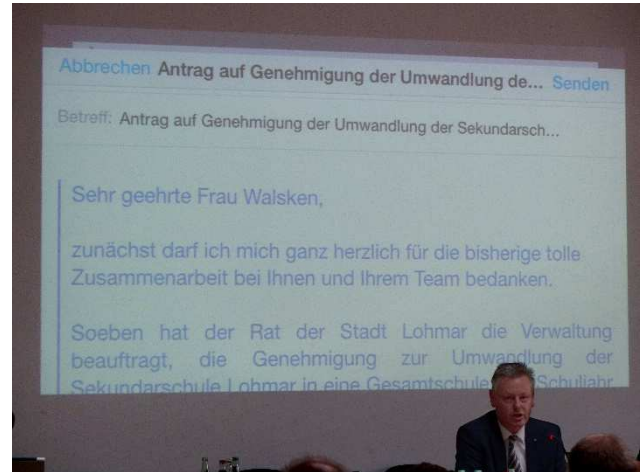 Abbrechen Antrag auf Genehmigung der Umwandlung de... Senden
Betreff: Antrag auf Genehmigung der Umwandlung der Sekundarsch...
Sehr geehrte Frau Walsken,
zunächst darf ich mich ganz herzlich für die bisherige tolle
Zusammenarbeit bei Ihnen und Ihrem Team bedanken.
Soeben hat der Rat der Stadt Lohmar die Verwaltung
beauftragt, die Genehmigung zur Umwandlung der
Sekundarschule Lohmar in eine Gesamtschule Schuljahr